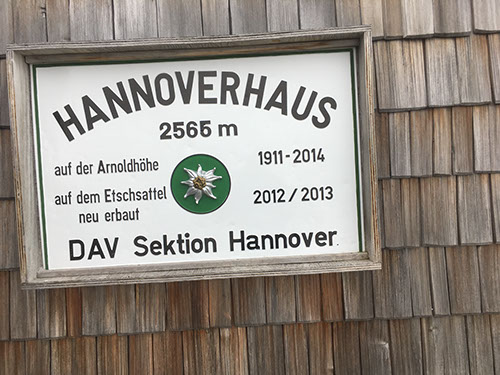 HANNOVERHAUS
2565 m
auf der Arnoldhöhe 1911-2014
auf dem Etschsattel
neu erbaut 2012/2013
DAV Sektion Hannover.